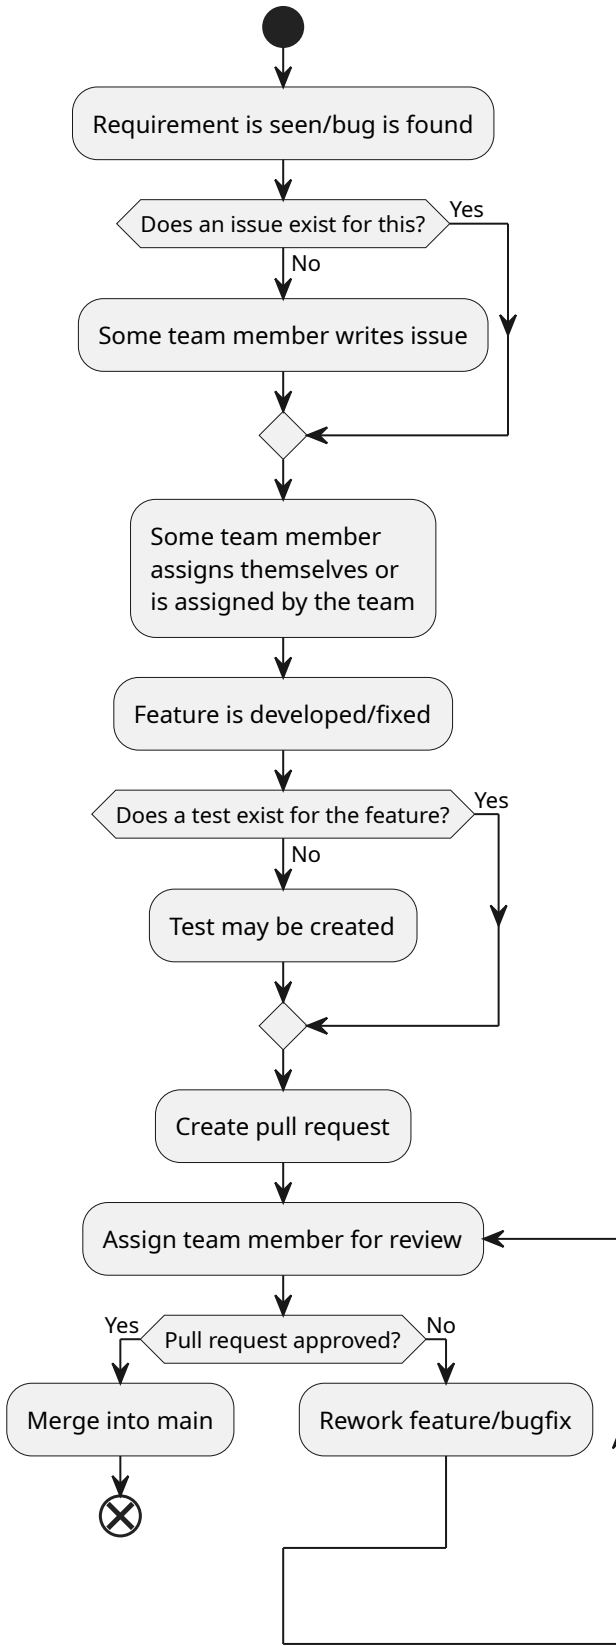 Requirement is seen/bug is found
Does an issue exist for this?
Yes
No
Some team member writes issue
Some team member
assigns themselves or
is assigned by the team
Feature is developed/fixed
Does a test exist for the feature?
Yes
No
Test may be created
Create pull request
Assign team member for review
Yes
Pull request approved?
No
Merge into main
Rework feature/bugfix